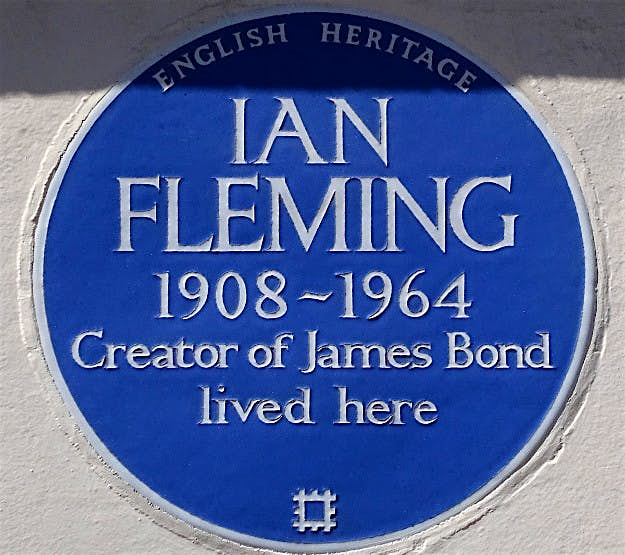 ENGLISH HERITAGE
IAN
FLEMING
1908~1964
Creator of James Bond
lived here